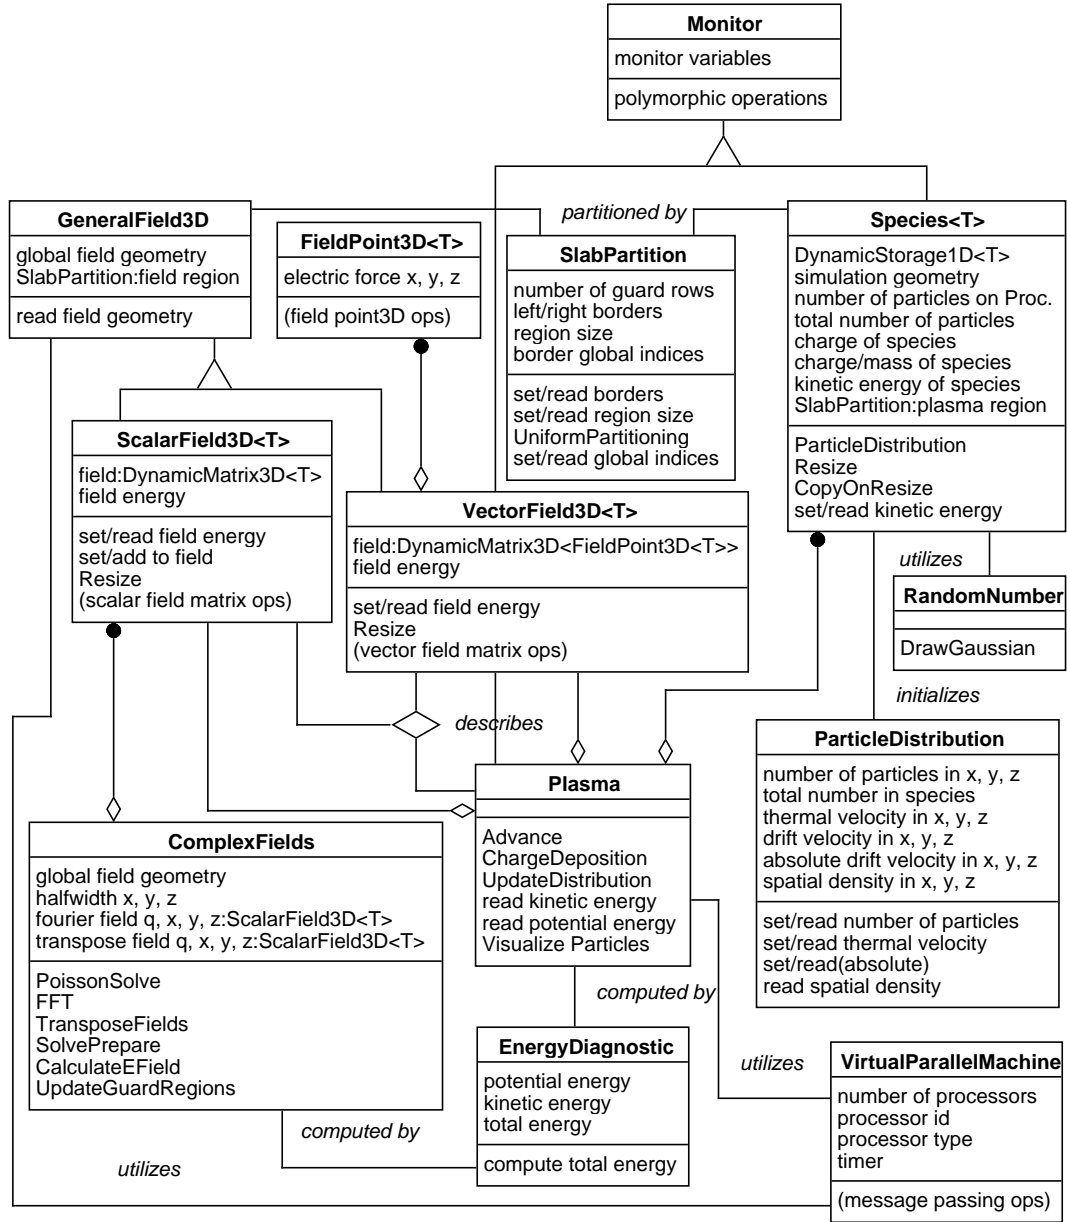 Monitor
monitor variables
polymorphic operations
GeneralField3D
global field geometry
SlabPartition:field region
read field geometry
FieldPoint3D<T>
electric force x, y, z
(field point3D ops)
partitioned by
SlabPartition
number of guard rows
left/right borders
region size
border global indices
set/read borders
set/read region size
UniformPartitioning
set/read global indices
Species<T>
DynamicStorage1D<T>
simulation geometry
number of particles on Proc.
total number of particles
charge of species
charge/mass of species
kinetic energy of species
SlabPartition:plasma region
ParticleDistribution
Resize
CopyOnResize
set/read kinetic energy
ScalarField3D<T>
field:DynamicMatrix3D<T>
field energy
set/read field energy
set/add to field
Resize
(scalar field matrix ops)
VectorField3D<T>
field:DynamicMatrix3D<FieldPoint3D<T>>
field energy
set/read field energy
Resize
(vector field matrix ops)
utilizes
RandomNumber
DrawGaussian
initializes
describes
ParticleDistribution
number of particles in x, y, z
total number in species
thermal velocity in x, y, z
drift velocity in x, y, z
absolute drift velocity in x, y, z
spatial density in x, y, z
set/read number of particles
set/read thermal velocity
set/read(absolute)
read spatial density
Plasma
Advance
ChargeDeposition
UpdateDistribution
read kinetic energy
read potential energy
Visualize Particles
ComplexFields
global field geometry
halfwidth x, y, z
fourier field q, x, y, z:ScalarField3D<T>
transpose field q, x, y, z:ScalarField3D<T>
PoissonSolve
FFT
TransposeFields
SolvePrepare
CalculateEField
UpdateGuardRegions
computed by
EnergyDiagnostic
potential energy
kinetic energy
total energy
compute total energy
utilizes
VirtualParallelMachine
number of processors
processor id
processor type
timer
(message passing ops)
computed by
utilizes